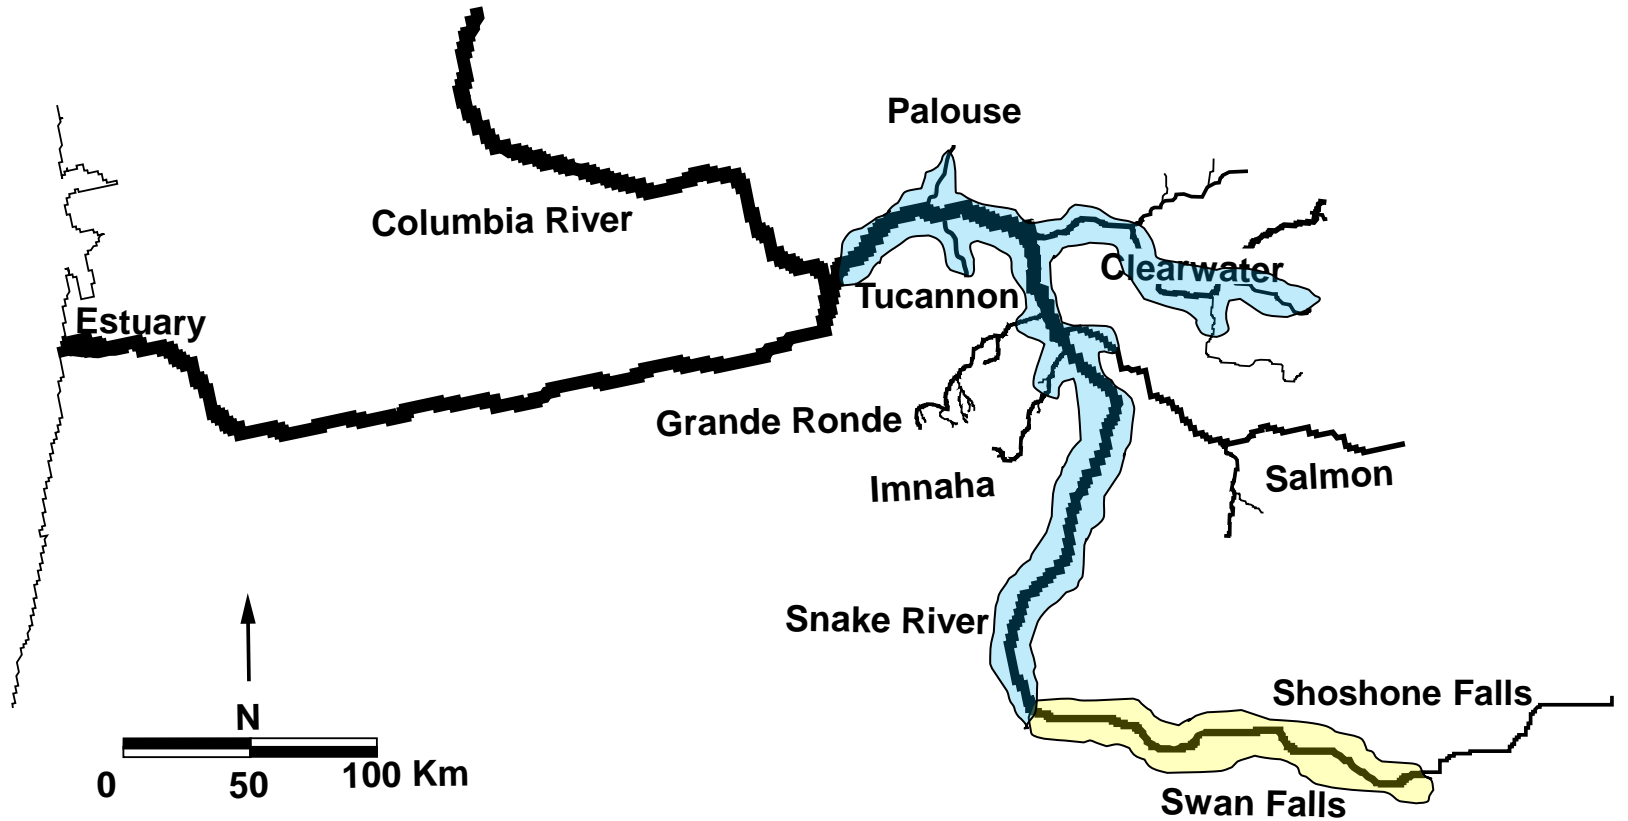 Palouse
Columbia River
Clearwater
Tucannon
Estuary
Grande Ronde
Imnaha
Salmon
Snake River
Shoshone Falls
N
0 50 100 Km
Swan Falls